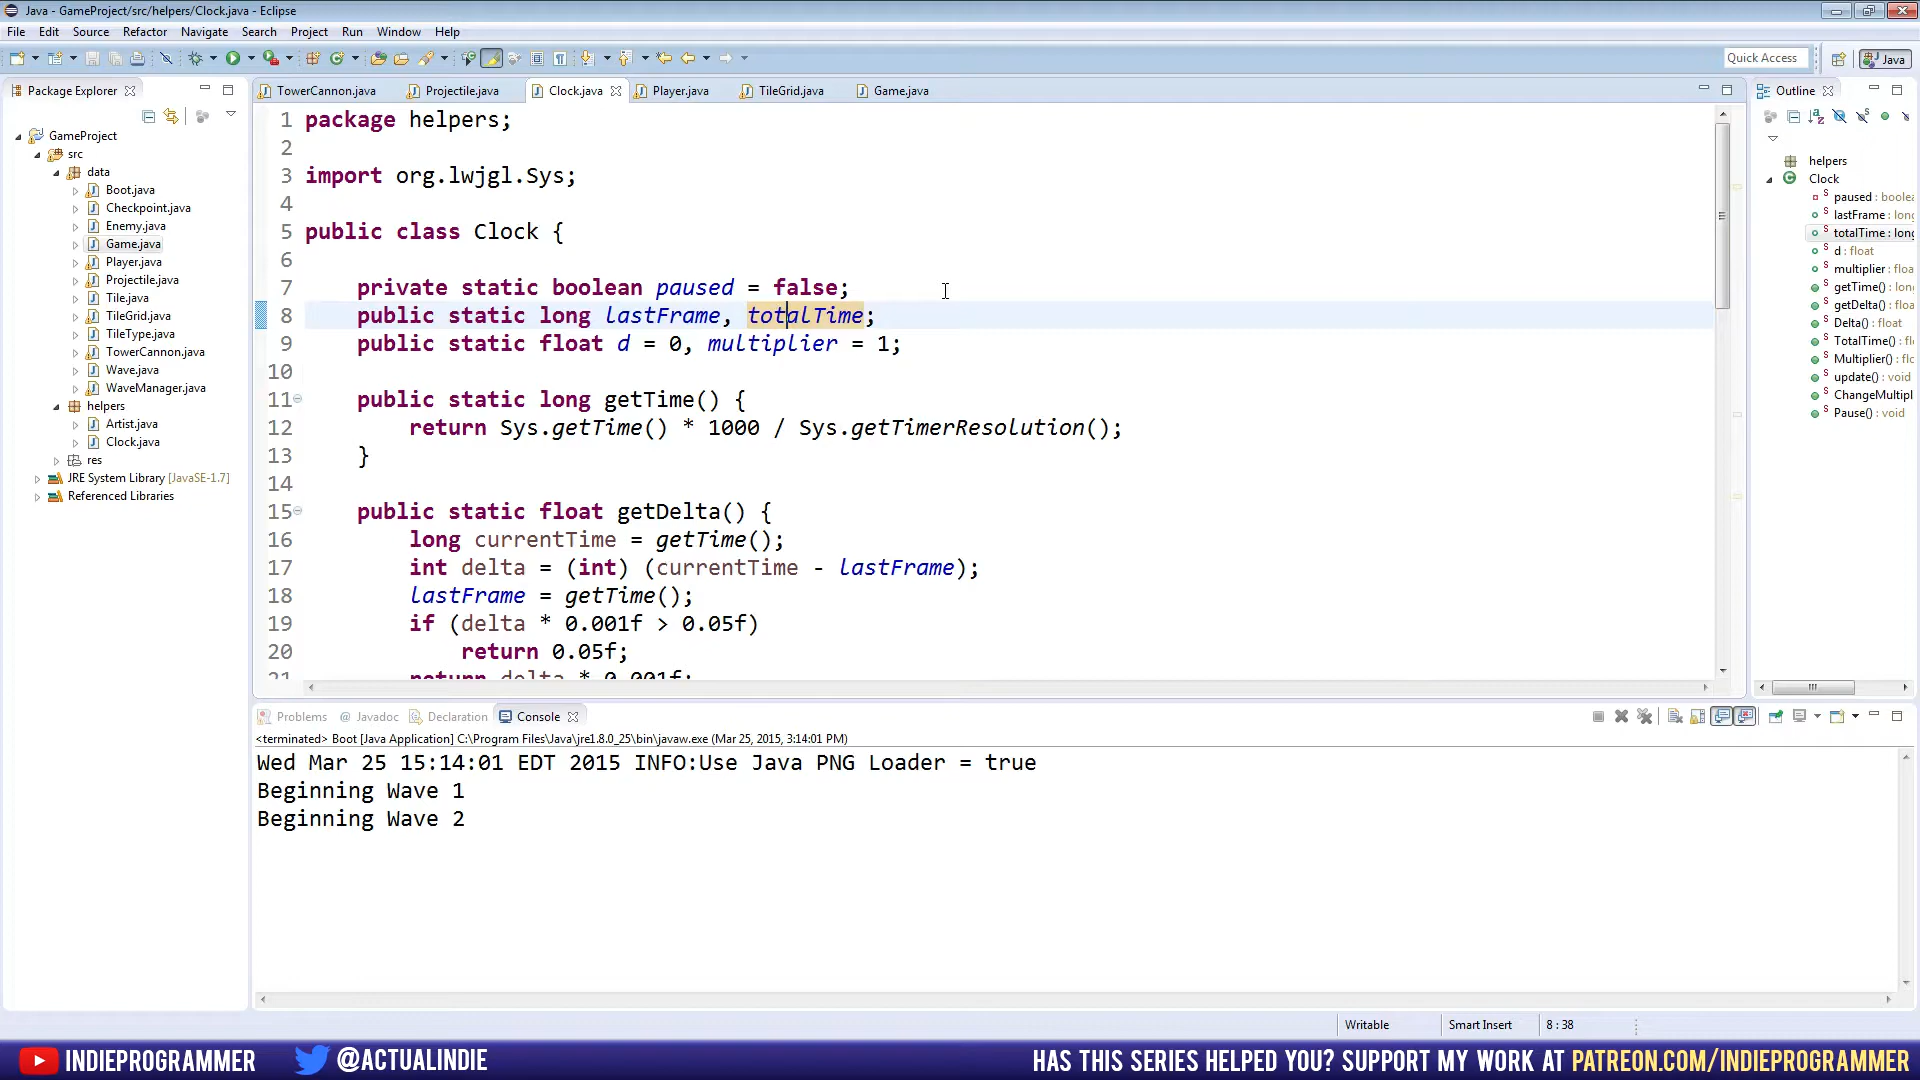 Java - GameProject/src/helpers/Clock.java - Eclipse
File Edit Source Refactor Navigate Search Project Run Window Help
Quick Access
Java
Package Explorer
GameProject
src
data
Boot.java
Checkpoint.java
Enemy.java
Game.java
Player.java
Projectile.java
Tile.java
TileGrid.java
TileType.java
TowerCannon.java
Wave.java
WaveManager.java
helpers
Artist.java
Clock.java
res
JRE System Library [JavaSE-1.7]
Referenced Libraries
TowerCannon.java Projectile.java Clock.java Player.java TileGrid.java Game.java
1 package helpers;
2
3 import org.lwjgl.Sys;
4
5 public class Clock {
6
7 private static boolean paused = false;
8 public static long lastFrame, totalTime;
9 public static float d = 0, multiplier = 1;
10
11 public static long getTime() {
12 return Sys.getTime() * 1000 / Sys.getTimerResolution();
13 }
14
15 public static float getDelta() {
16 long currentTime = getTime();
17 int delta = (int) (currentTime - lastFrame);
18 lastFrame = getTime();
19 if (delta * 0.001f > 0.05f)
20 return 0.05f;
21 return delta * 0.001f;
Outline
helpers
Clock
paused : boolea
lastFrame : long
totalTime : long
d : float
multiplier : float
getTime() : long
getDelta() : float
Delta() : float
TotalTime() : fl
Multiplier() : flo
update() : void
ChangeMultipl
Pause() : void
Problems @ Javadoc Declaration Console
<terminated> Boot [Java Application] C:\Program Files\Java\jre1.8.0_25\bin\javaw.exe (Mar 25, 2015, 3:14:01 PM)
Wed Mar 25 15:14:01 EDT 2015 INFO:Use Java PNG Loader = true
Beginning Wave 1
Beginning Wave 2
Writable Smart Insert 8 : 38
INDIEPROGRAMMER @ACTUALINDIE HAS THIS SERIES HELPED YOU? SUPPORT MY WORK AT PATREON.COM/INDIEPROGRAMMER